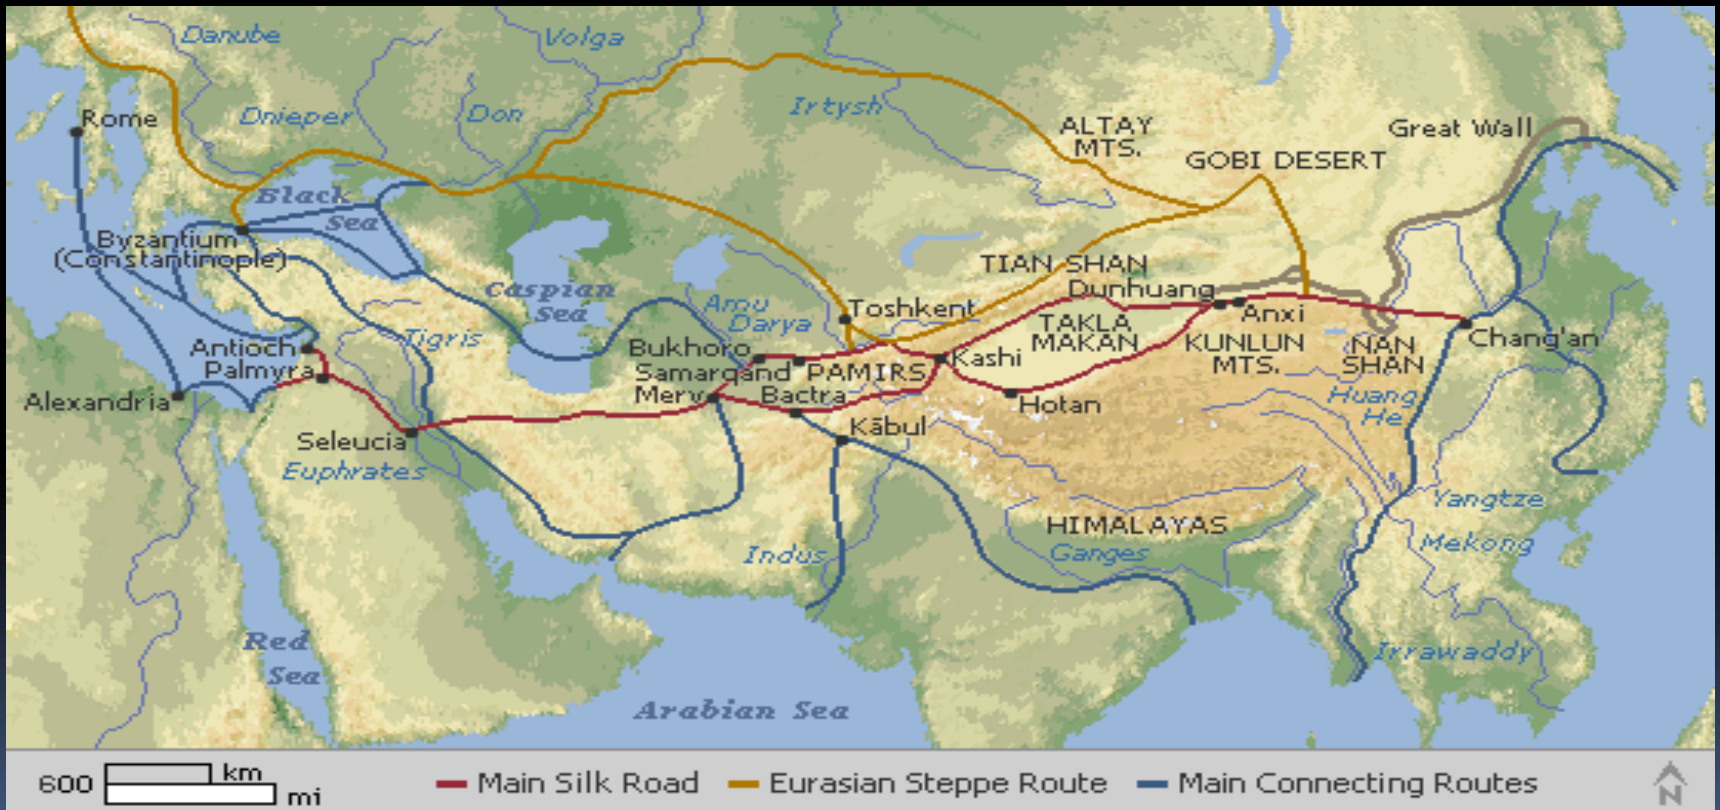 Danube
Volga
Rome
Dnieper
Don
Irtysh
ALTAY
MTS.
Great Wall
GOBI DESERT
Black
Sea
Byzantium
(Constantinople)
TIAN SHAN
Caspian
Sea
Dunhuang
Amu
Darya
Toshkent
Anxi
TAKLA
MAKAN
Tigris
Chang'an
Antioch
Bukhoro
Kashi
KUNLUN
MTS.
NAN
SHAN
Palmyra
Samarqand
PAMIRS
Merv
Bactra
Huang
He
Alexandria
Hotan
Kābul
Seleucia
Euphrates
Yangtze
HIMALAYAS
Indus
Ganges
Mekong
Red
Sea
Irrawaddy
Arabian Sea
600
km
mi
Main Silk Road
Eurasian Steppe Route
Main Connecting Routes
N